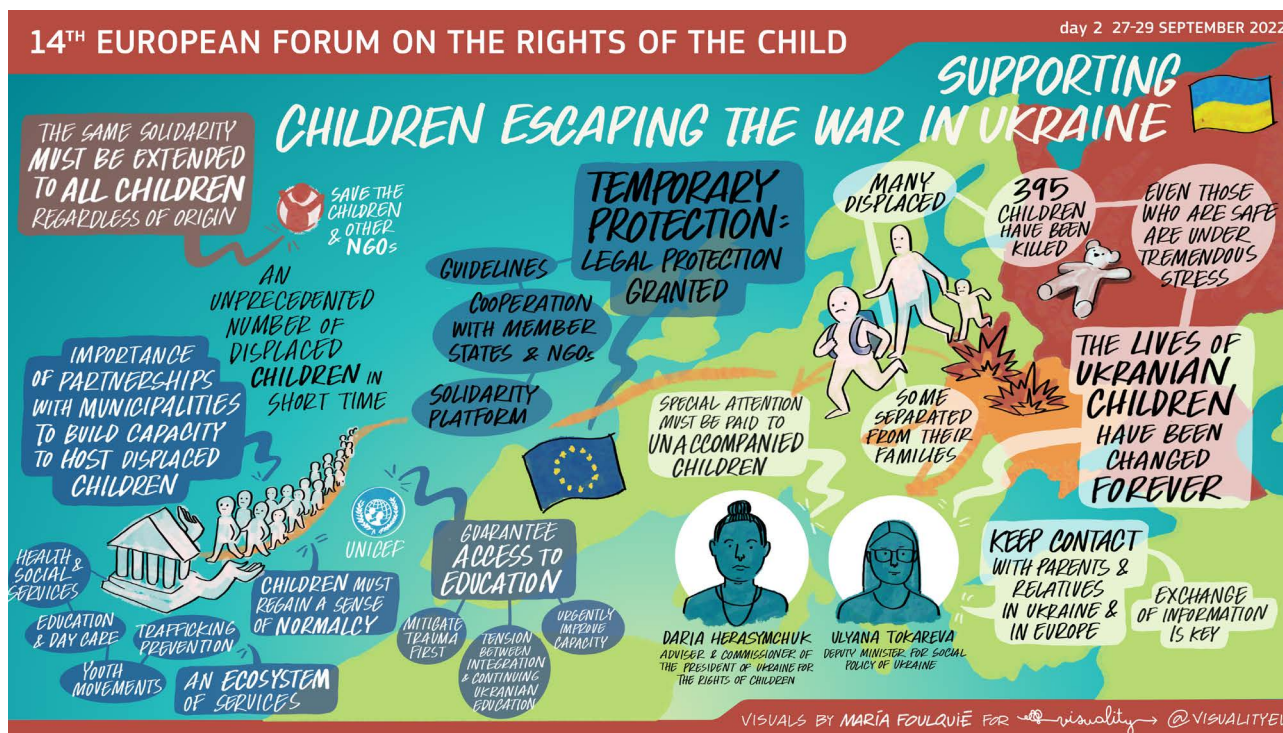 14TH EUROPEAN FORUM ON THE RIGHTS OF THE CHILD
day 2 27-29 SEPTEMBER 2022
SUPPORTING
CHILDREN ESCAPING THE WAR IN UKRAINE
THE SAME SOLIDARITY
MUST BE EXTENDED
TO ALL CHILDREN
REGARDLESS OF ORIGIN
SAVE THE
CHILDREN
& OTHER
NGOs
AN
UNPRECEDENTED
NUMBER OF
DISPLACED
CHILDREN IN
SHORT TIME
IMPORTANCE
OF PARTNERSHIPS
WITH MUNICIPALITIES
TO BUILD CAPACITY
TO HOST DISPLACED
CHILDREN
TEMPORARY
PROTECTION:
LEGAL PROTECTION
GRANTED
GUIDELINES
COOPERATION
WITH MEMBER
STATES & NGOs
SOLIDARITY
PLATFORM
MANY
DISPLACED
395
CHILDREN
HAVE BEEN
KILLED
EVEN THOSE
WHO ARE SAFE
ARE UNDER
TREMENDOUS
STRESS
THE LIVES OF
UKRANIAN
CHILDREN
HAVE BEEN
CHANGED
FOREVER
SPECIAL ATTENTION
MUST BE PAID TO
UNACCOMPANIED
CHILDREN
SOME
SEPARATED
FROM THEIR
FAMILIES
UNICEF
HEALTH &
SOCIAL
SERVICES
EDUCATION
& DAY CARE
YOUTH
MOVEMENTS
TRAFFICKING
PREVENTION
AN ECOSYSTEM
OF SERVICES
CHILDREN MUST
REGAIN A SENSE
OF NORMALCY
GUARANTEE
ACCESS TO
EDUCATION
MITIGATE
TRAUMA
FIRST
TENSION
BETWEEN
INTEGRATION
& CONTINUING
UKRANIAN
EDUCATION
URGENTLY
IMPROVE
CAPACITY
DARIA HERASYMCHUK
ADVISER & COMMISSIONER OF
THE PRESIDENT OF UKRAINE FOR
THE RIGHTS OF CHILDREN
ULYANA TOKAREVA
DEPUTY MINISTER FOR SOCIAL
POLICY OF UKRAINE
KEEP CONTACT
WITH PARENTS &
RELATIVES
IN UKRAINE &
IN EUROPE
EXCHANGE
OF INFORMATION
IS KEY
VISUALS BY MARÍA FOULQUIÉ FOR visuality @VISUALITYEU